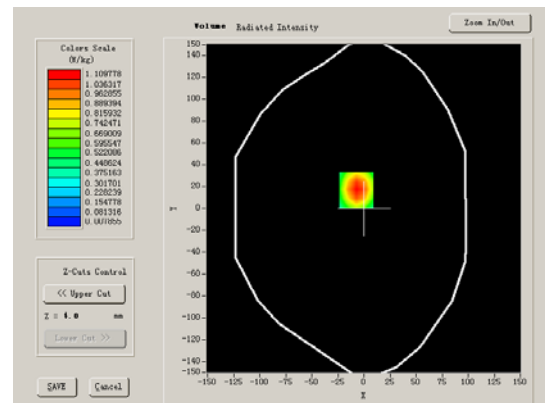 Volume Radiated Intensity
Zoom In/Out
Colors Scale
(W/kg)
1.109778
1.036317
0.962855
0.889394
0.815932
0.742471
0.669009
0.595547
0.522086
0.448624
0.375163
0.301701
0.228239
0.154778
0.081316
0.007855
Z-Cuts Control
<< Upper Cut
Z = 4.0 mm
Lower Cut >>
SAVE Cancel
150
120
100
80
60
40
20
0
-20
-40
-60
-80
-100
-120
-140
-150
Y
-150 -125 -100 -75 -50 -25 0 25 50 75 100 125 150
X